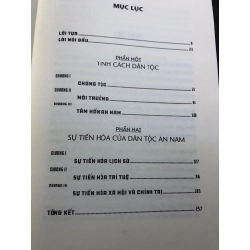 MỤC LỤC
LỜI TỰA
LỜI NÓI ĐẦU
PHẦN MỘT
TÍNH CÁCH DÂN TỘC
CHƯƠNG I
CHỦNG TỘC
CHƯƠNG II
MÔI TRƯỜNG
CHƯƠNG III
TÂM HỒN AN NAM
PHẦN HAI
SỰ TIẾN HÓA CỦA DÂN TỘC AN NAM
CHƯƠNG I
SỰ TIẾN HÓA LỊCH SỬ
CHƯƠNG II
SỰ TIẾN HÓA TRÍ TUỆ
CHƯƠNG III
SỰ TIẾN HÓA XÃ HỘI VÀ CHÍNH TRỊ
TỔNG KẾT